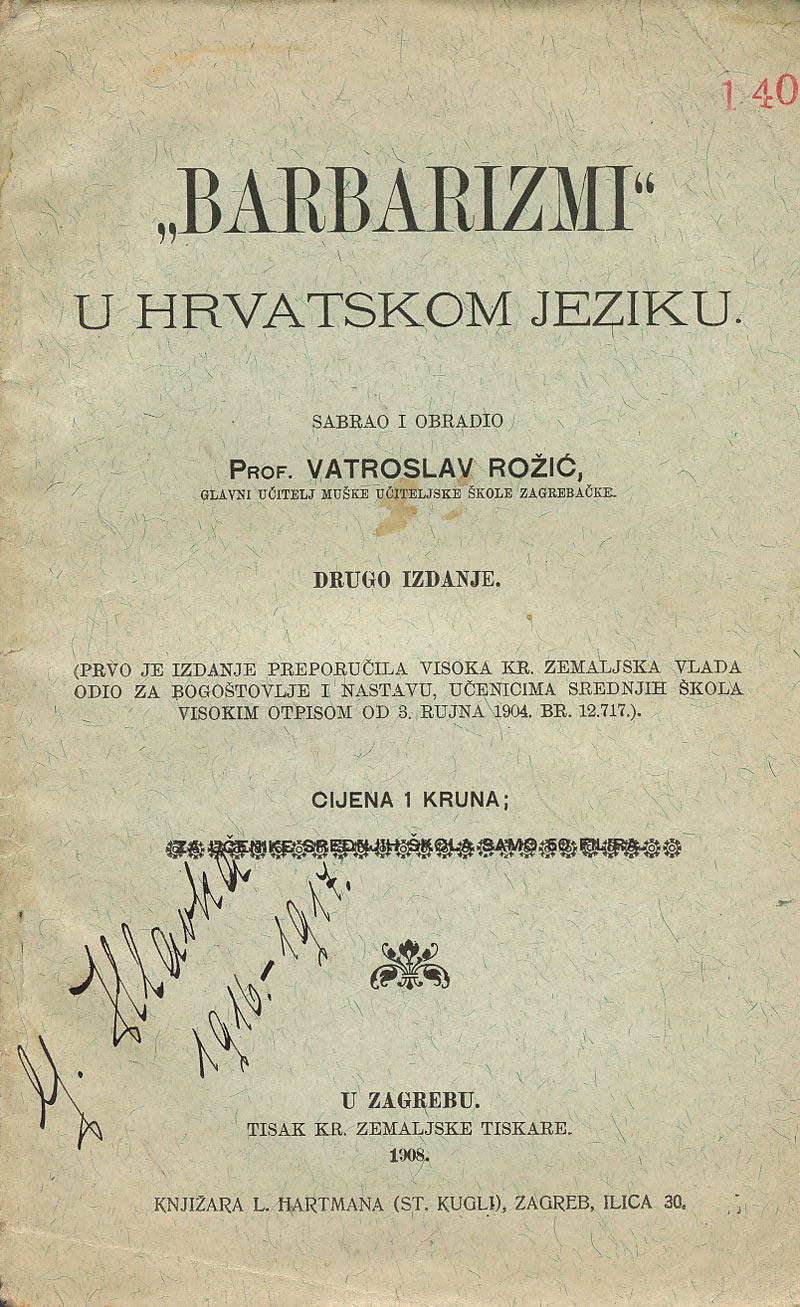 140
„BARBARIZMI“
U HRVATSKOM JEZIKU.
SABRAO I OBRADIO
PROF. VATROSLAV ROŽIĆ,
GLAVNI UČITELJ MUŠKE UČITELJSKE ŠKOLE ZAGREBAČKE.
DRUGO IZDANJE.
(PRVO JE IZDANJE PREPORUČILA VISOKA KR. ZEMALJSKA VLADA
ODIO ZA BOGOŠTOVLJE I NASTAVU, UČENICIMA SREDNJIH ŠKOLA
VISOKIM OTPISOM OD 3. RUJNA 1904. BR. 12.717.).
CIJENA 1 KRUNA;
ZA UČENIKE SREDNJIH ŠKOLA SAMO FILIRA.
1916.-1917.
U ZAGREBU.
TISAK KR. ZEMALJSKE TISKARE.
1908.
KNJIŽARA L. HARTMANA (ST. KUGLI), ZAGREB, ILICA 30.